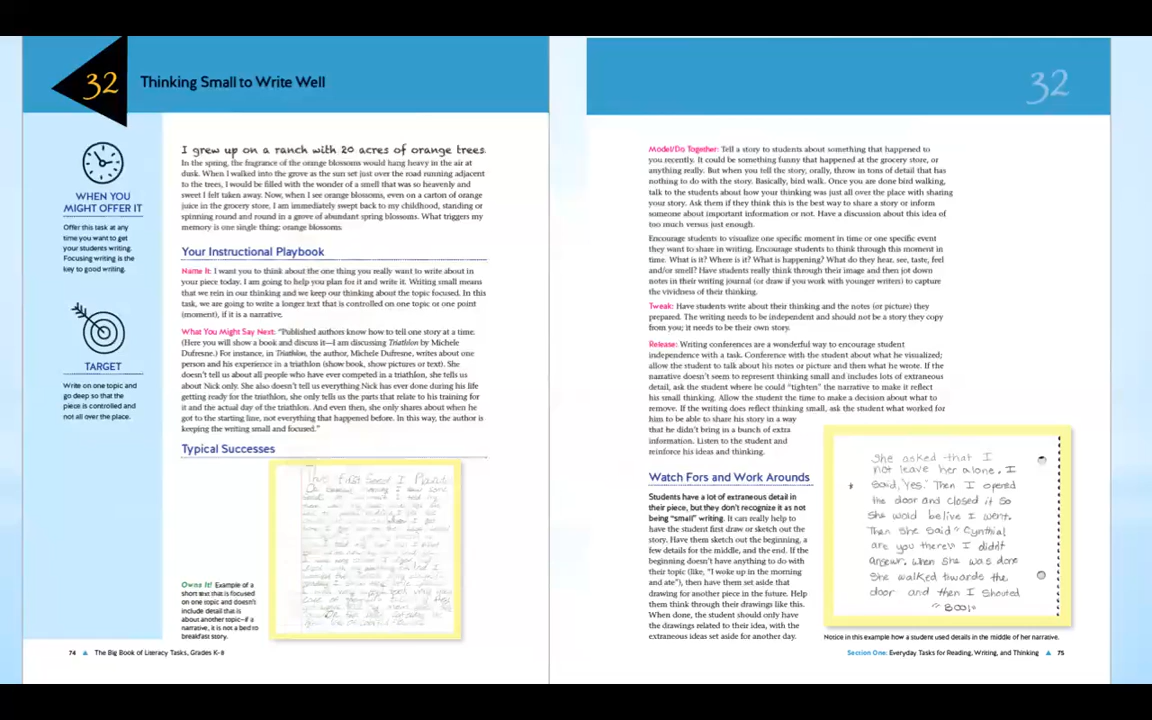 32
Thinking Small to Write Well
WHEN YOU
MIGHT OFFER IT
Offer this task at any
time you want to get
your students writing.
Focusing writing is the
key to good writing.
TARGET
Write on one topic and
go deep so that the
piece is controlled and
not all over the place.
I grew up on a ranch with 20 acres of orange trees.
In the spring, the fragrance of the orange blossoms would hang heavy in the air at
dusk. When I walked into the grove as the sun set just over the road running adjacent
to the trees, I would be filled with the wonder of a smell that was so heavenly and
sweet I felt taken away. Now, when I see orange blossoms, even on a carton of orange
juice in the grocery store, I am immediately swept back to my childhood, standing or
spinning round and round in a grove of abundant spring blossoms. What triggers my
memory is one single thing: orange blossoms.
Your Instructional Playbook
Name It: I want you to think about the one thing you really want to write about in
your piece today. I am going to help you plan for it and write it. Writing small means
that we rein in our thinking and we keep our thinking about the topic focused. In this
task, we are going to write a longer text that is controlled on one topic or one point
(moment), if it is a narrative.
What You Might Say Next: "Published authors know how to tell one story at a time.
(Here you will show a book and discuss it—I am discussing Triathlon by Michele
Dufresne.) For instance, in Triathlon, the author, Michele Dufresne, writes about one
person and his experience in a triathlon (show book, show pictures or text). She
doesn't tell us about all people who have ever competed in a triathlon, she tells us
about Nick only. She also doesn't tell us everything Nick has ever done during his life
getting ready for the triathlon, she only tells us the parts that relate to his training for
it and the actual day of the triathlon. And even then, she only shares about when he
got to the starting line, not everything that happened before. In this way, the author is
keeping the writing small and focused."
Typical Successes
The First Seed I
Owns It! Example of a
short text that is focused
on one topic and doesn't
include detail that is
about another topic—if a
narrative, it is not a bed to
breakfast story.
74 ▲ The Big Book of Literacy Tasks, Grades K–8
32
Model/Do Together: Tell a story to students about something that happened to
you recently. It could be something funny that happened at the grocery store, or
anything really. But when you tell the story, orally, throw in tons of detail that has
nothing to do with the story. Basically, bird walk. Once you are done bird walking,
talk to the students about how your thinking was just all over the place with sharing
your story. Ask them if they think this is the best way to share a story or inform
someone about important information or not. Have a discussion about this idea of
too much versus just enough.
Encourage students to visualize one specific moment in time or one specific event
they want to share in writing. Encourage students to think through this moment in
time. What is it? Where is it? What is happening? What do they hear, see, taste, feel
and/or smell? Have students really think through their image and then jot down
notes in their writing journal (or draw if you work with younger writers) to capture
the vividness of their thinking.
Tweak: Have students write about their thinking and the notes (or picture) they
prepared. The writing needs to be independent and should not be a story they copy
from you; it needs to be their own story.
Release: Writing conferences are a wonderful way to encourage student
independence with a task. Conference with the student about what he visualized;
allow the student to talk about his notes or picture and then what he wrote. If the
narrative doesn't seem to represent thinking small and includes lots of extraneous
detail, ask the student where he could "tighten" the narrative to make it reflect
his small thinking. Allow the student the time to make a decision about what to
remove. If the writing does reflect thinking small, ask the student what worked for
him to be able to share his story in a way
that he didn't bring in a bunch of extra
information. Listen to the student and
reinforce his ideas and thinking.
Watch Fors and Work Arounds
Students have a lot of extraneous detail in
their piece, but they don't recognize it as not
being "small" writing. It can really help to
have the student first draw or sketch out the
story. Have them sketch out the beginning, a
few details for the middle, and the end. If the
beginning doesn't have anything to do with
their topic (like, "I woke up in the morning
and ate"), then have them set aside that
drawing for another piece in the future. Help
them think through their drawings like this.
When done, the student should only have
the drawings related to the idea, with the
extraneous ideas set aside for another day.
She asked that I
not leave her alone. I
* said, "Yes." Then I opened
the door and closed it so
she wold belive I went.
Then she said "Cynthia!
are you there". I didn't
answr. When she was done
she walked towards the
door and then I shouted
"Boo!"
Notice in this example how a student used details in the middle of her narrative.
Section One: Everyday Tasks for Reading, Writing, and Thinking ▲ 75